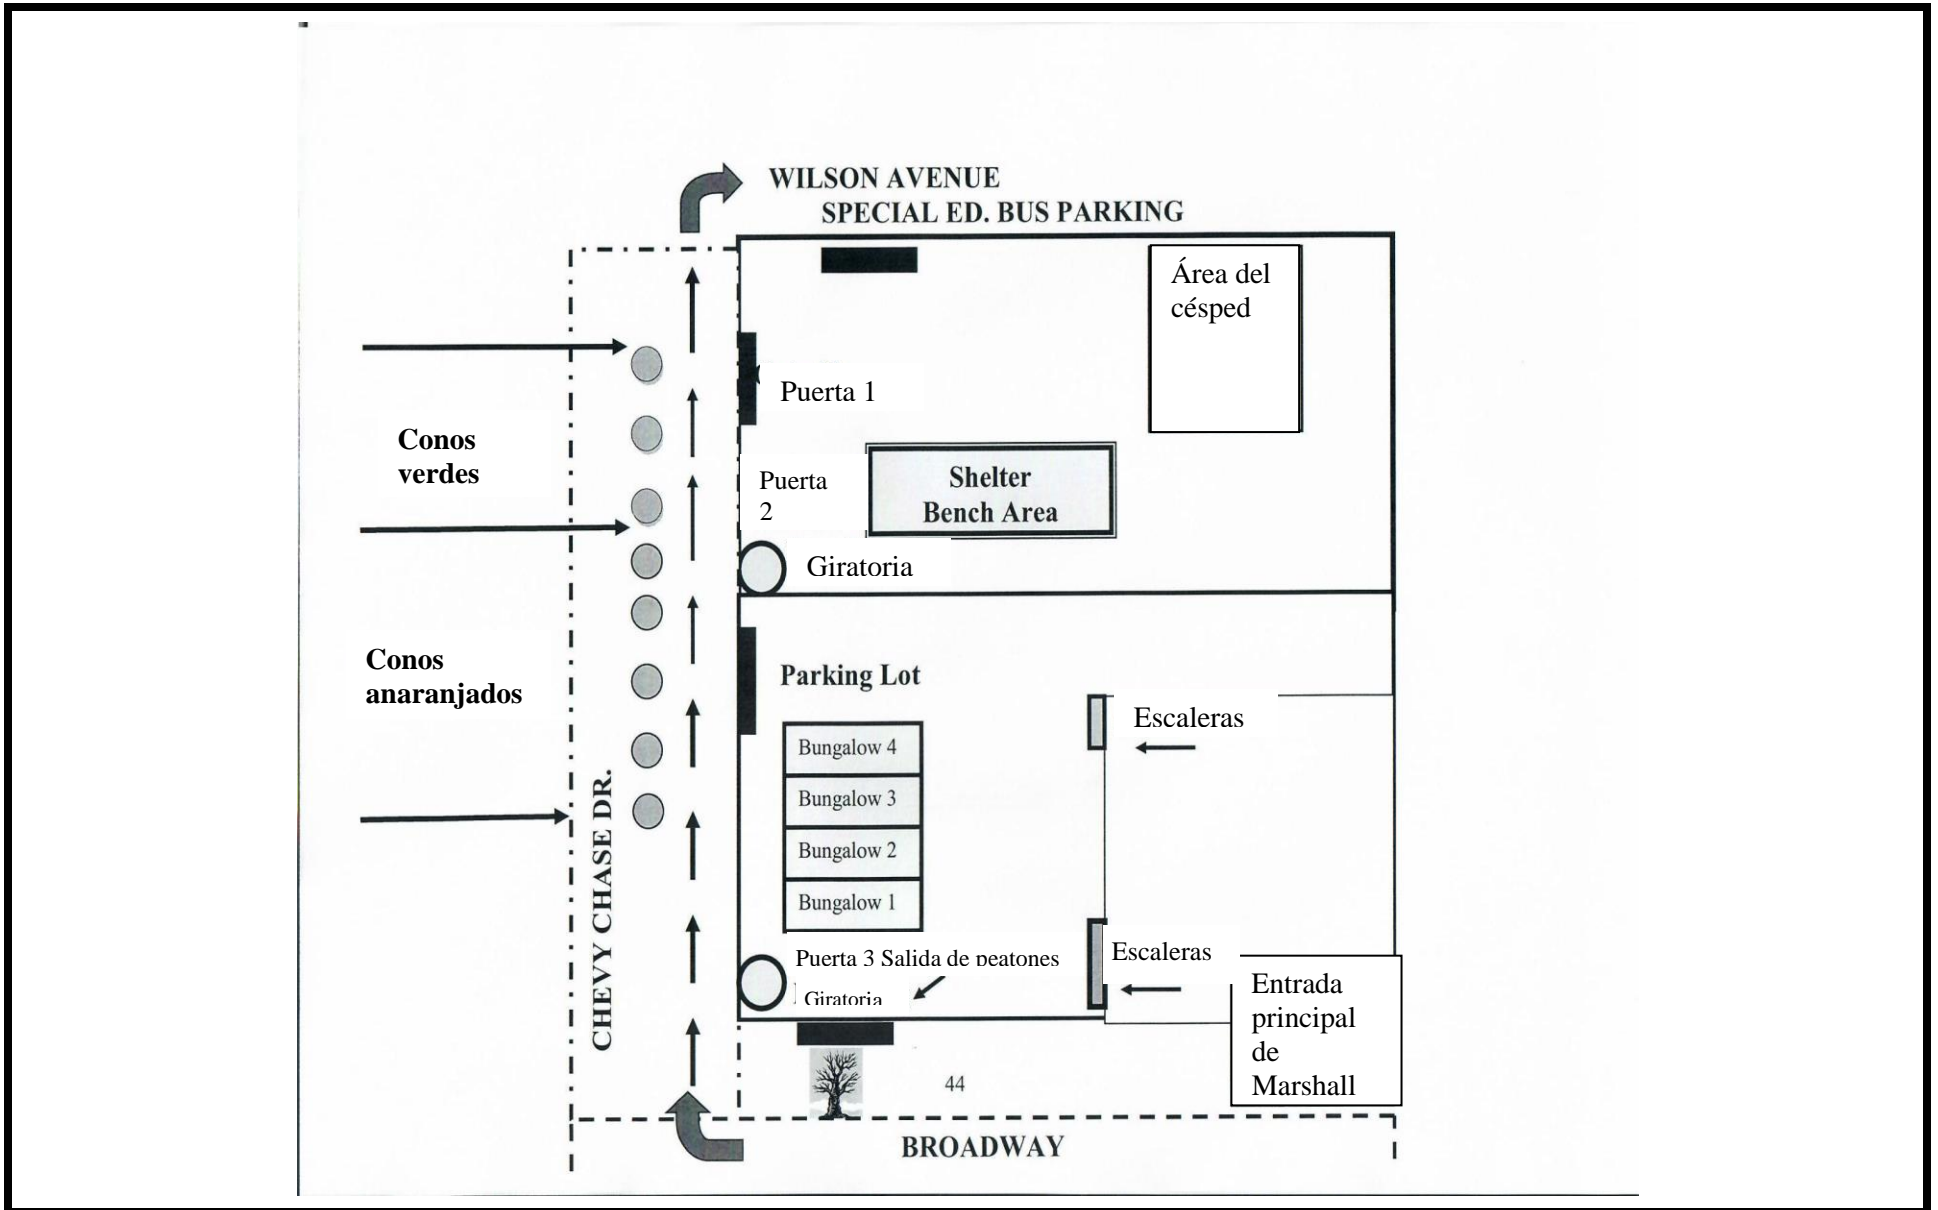 WILSON AVENUE
SPECIAL ED. BUS PARKING
Área del
césped
Puerta 1
Conos
verdes
Puerta
2
Shelter
Bench Area
Giratoria
Conos
anaranjados
Parking Lot
Escaleras
Bungalow 4
Bungalow 3
Bungalow 2
Bungalow 1
CHEVY CHASE DR.
Puerta 3 Salida de peatones
Giratoria
Escaleras
Entrada
principal
de
Marshall
44
BROADWAY